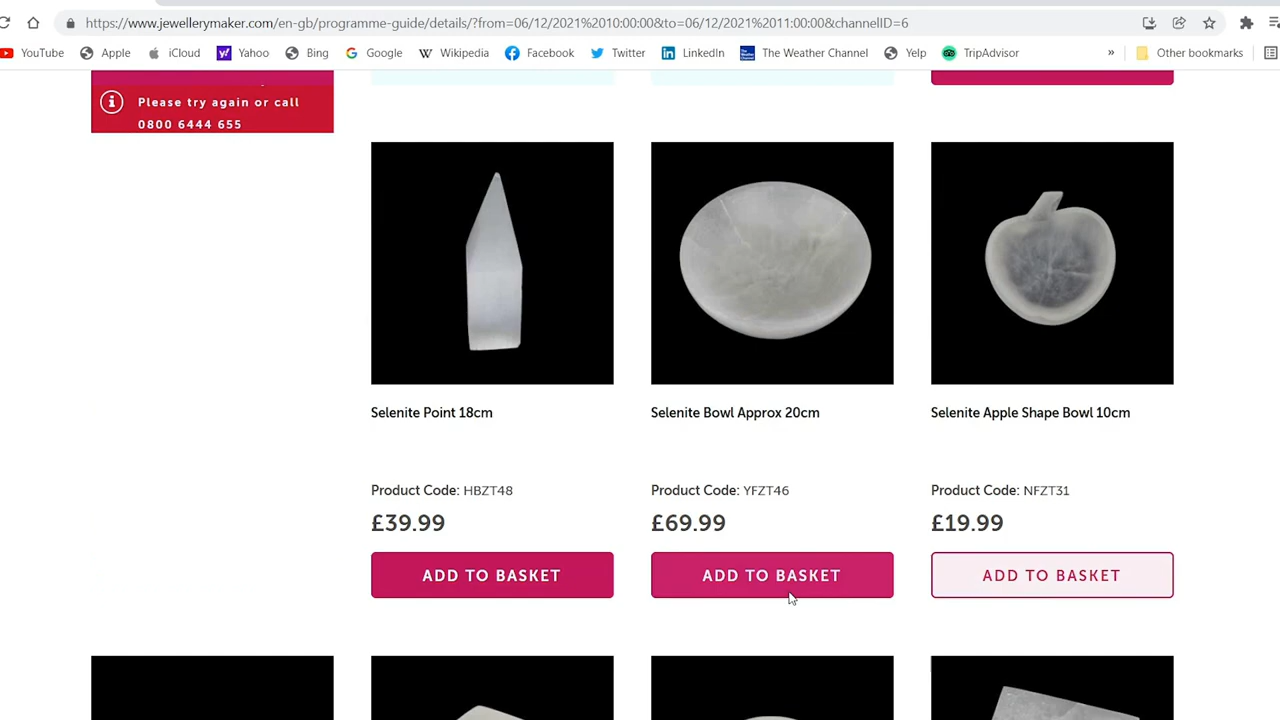 https://www.jewellerymaker.com/en-gb/programme-guide/details/?from=06/12/2021%2010:00:00&to=06/12/2021%2011:00:00&channelID=6
YouTube Apple iCloud Yahoo Bing Google Wikipedia Facebook Twitter LinkedIn The Weather Channel Yelp TripAdvisor » Other bookmarks
Please try again or call
0800 6444 655
Selenite Point 18cm
Product Code: HBZT48
£39.99
ADD TO BASKET
Selenite Bowl Approx 20cm
Product Code: YFZT46
£69.99
ADD TO BASKET
Selenite Apple Shape Bowl 10cm
Product Code: NFZT31
£19.99
ADD TO BASKET